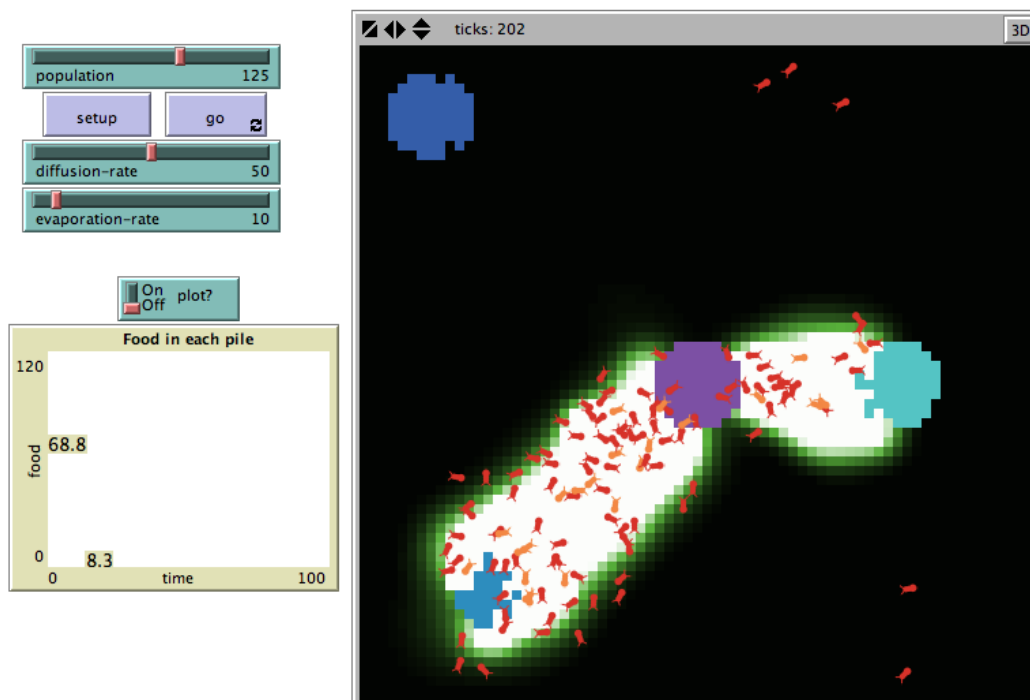 ticks: 202
3D
population 125
setup
go
diffusion-rate 50
evaporation-rate 10
On
Off
plot?
Food in each pile
120
68.8
food
0
8.3
0 time 100